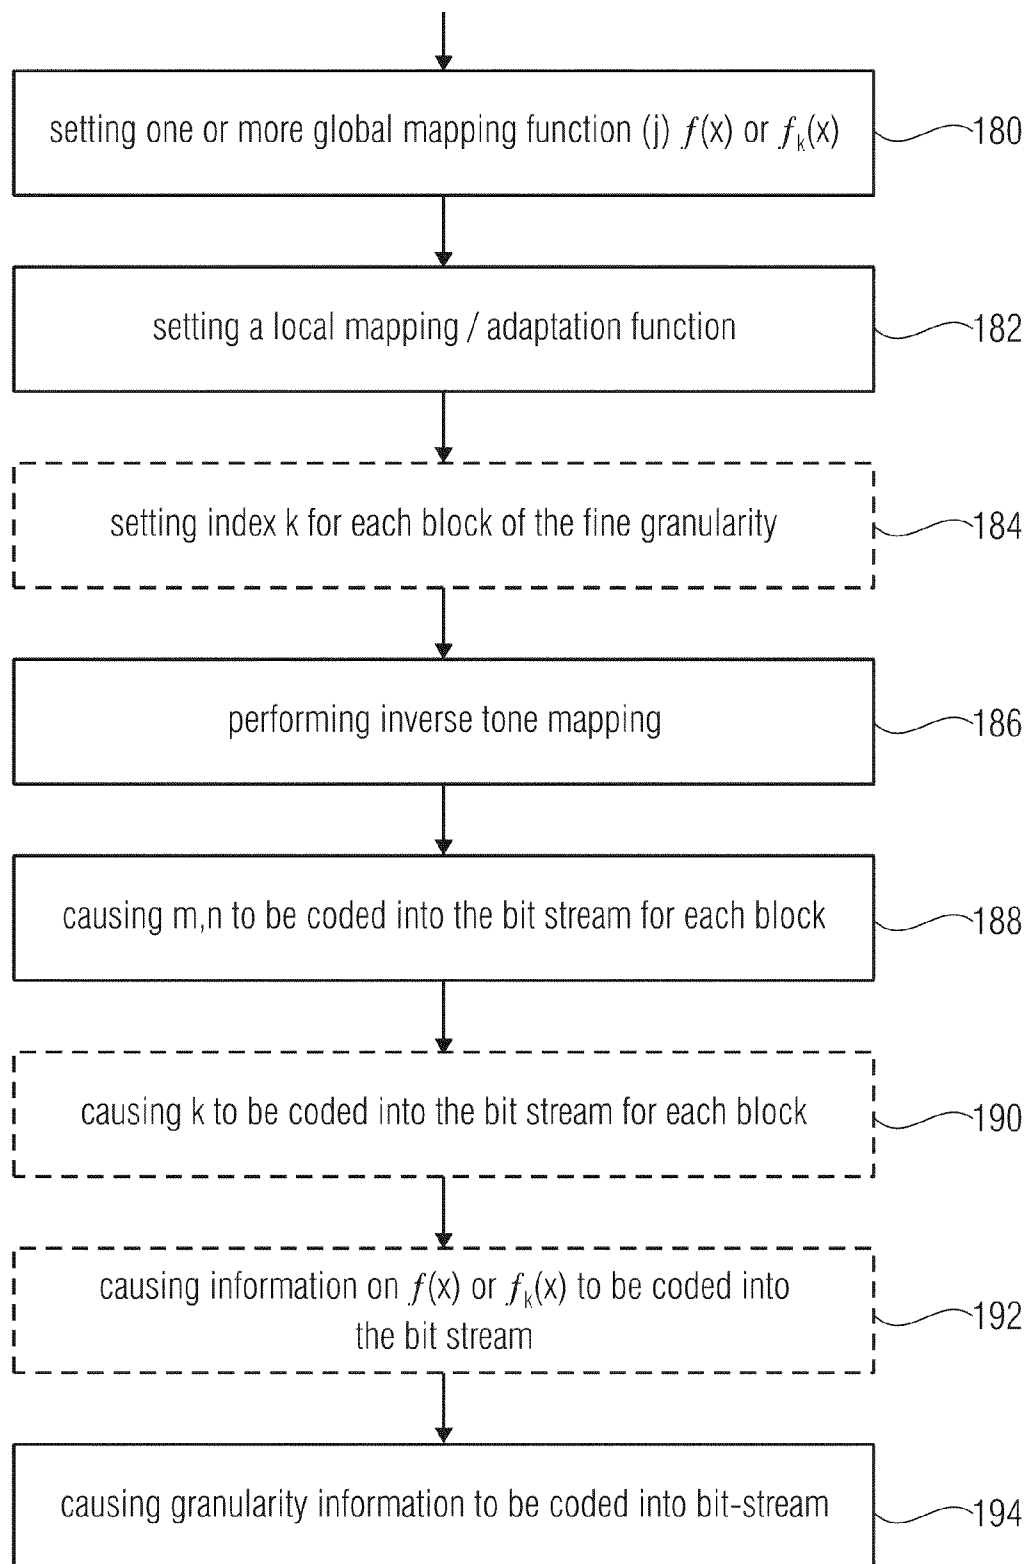 setting one or more global mapping function (j) f(x) or fₖ(x)
180
setting a local mapping / adaptation function
182
setting index k for each block of the fine granularity
184
performing inverse tone mapping
186
causing m,n to be coded into the bit stream for each block
188
causing k to be coded into the bit stream for each block
190
causing information on f(x) or fₖ(x) to be coded into
the bit stream
192
causing granularity information to be coded into bit-stream
194